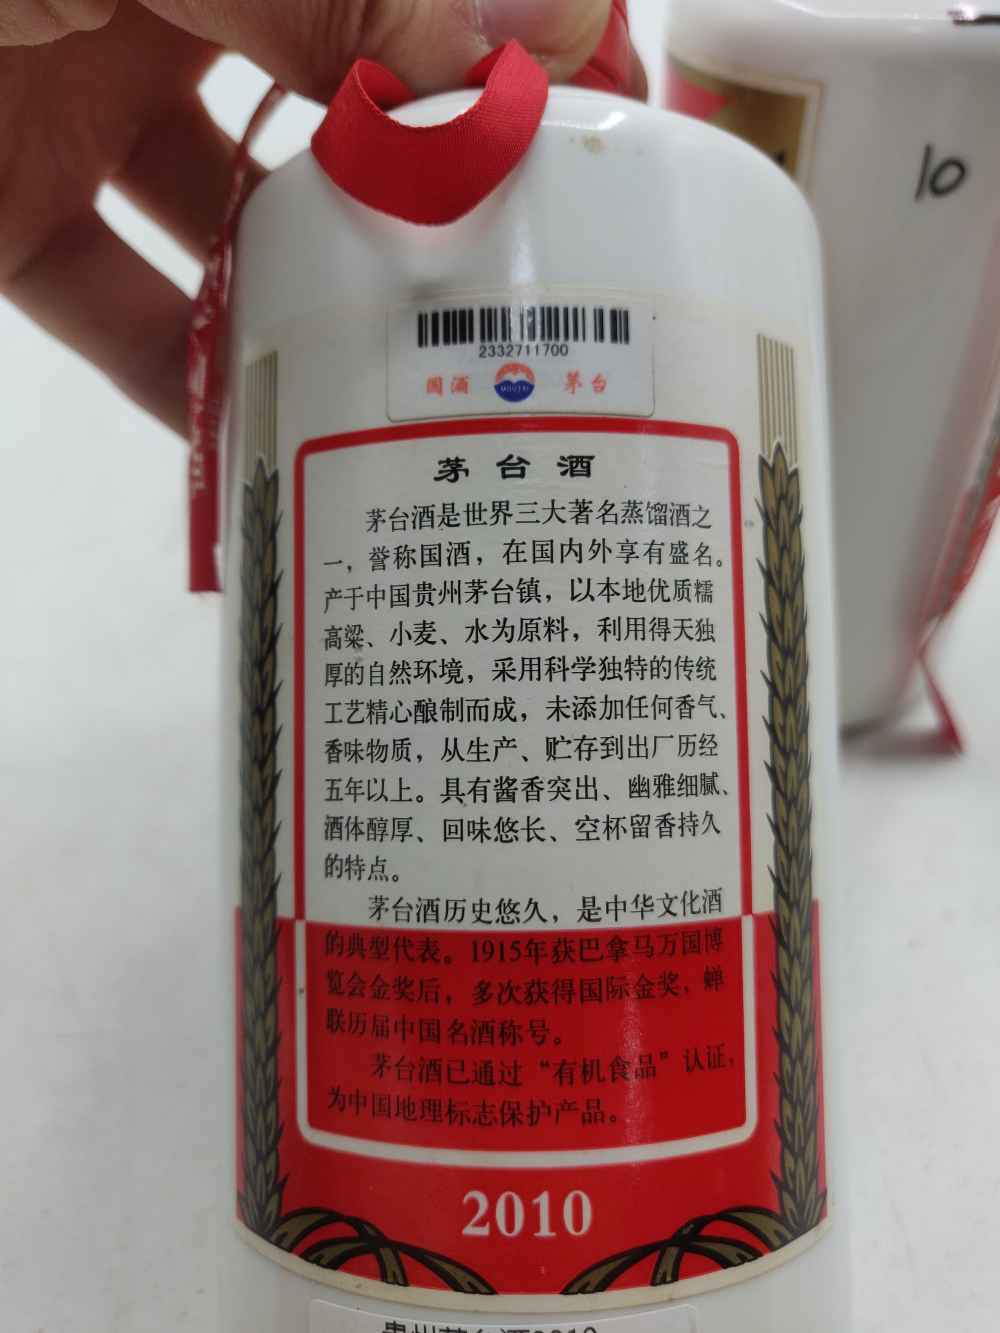 10
2332711700
国酒 MOUTAI 茅台
茅台酒
茅台酒是世界三大著名蒸馏酒之
一，誉称国酒，在国内外享有盛名。
产于中国贵州茅台镇，以本地优质糯
高粱、小麦、水为原料，利用得天独
厚的自然环境，采用科学独特的传统
工艺精心酿制而成，未添加任何香气、
香味物质，从生产、贮存到出厂历经
五年以上。具有酱香突出、幽雅细腻、
酒体醇厚、回味悠长、空杯留香持久
的特点。
茅台酒历史悠久，是中华文化酒
的典型代表。1915年获巴拿马万国博
览会金奖后，多次获得国际金奖，蝉
联历届中国名酒称号。
茅台酒已通过“有机食品”认证，
为中国地理标志保护产品。
2010
贵州茅台酒2010